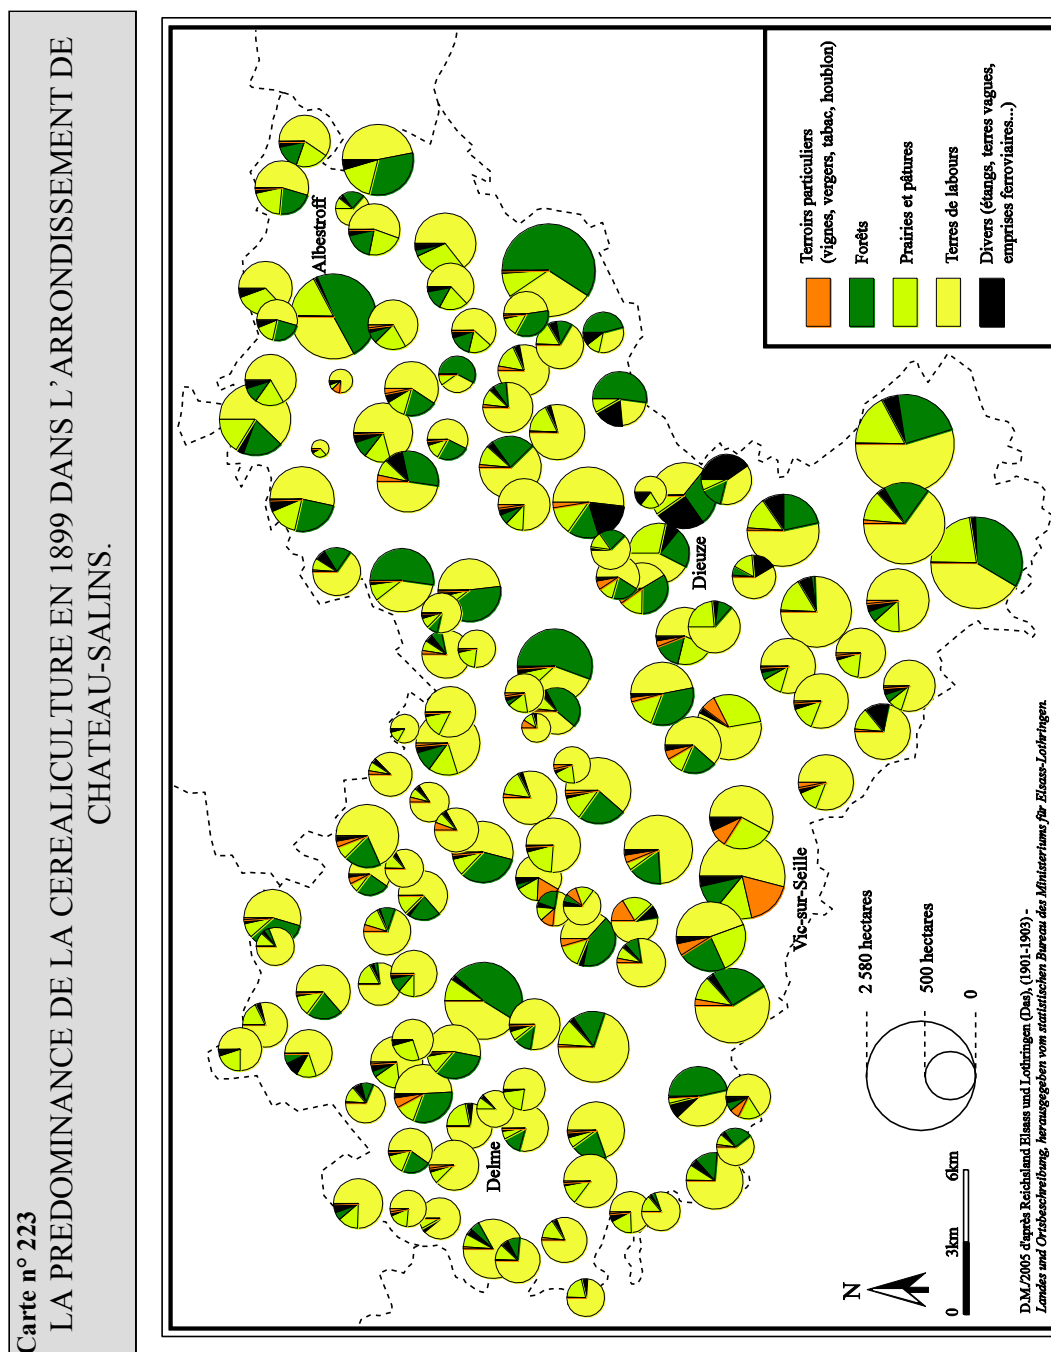 Carte n° 223
LA PREDOMINANCE DE LA CEREALICULTURE EN 1899 DANS L'ARRONDISSEMENT DE
CHATEAU-SALINS.
Albestroff
Dieuze
Vic-sur-Seille
Delme
Terroirs particuliers
(vignes, vergers, tabac, houblon)
Forêts
Prairies et pâtures
Terres de labours
Divers (étangs, terres vagues,
emprises ferroviaires...)
2 580 hectares
500 hectares
0
N
0 3km 6km
D.M./2005 d'après Reichsland Elsass und Lothringen (Das), (1901-1903) -
Landes und Ortsbeschreibung, herausgegeben vom statistischen Bureau des Ministeriums für Elsass-Lothringen.